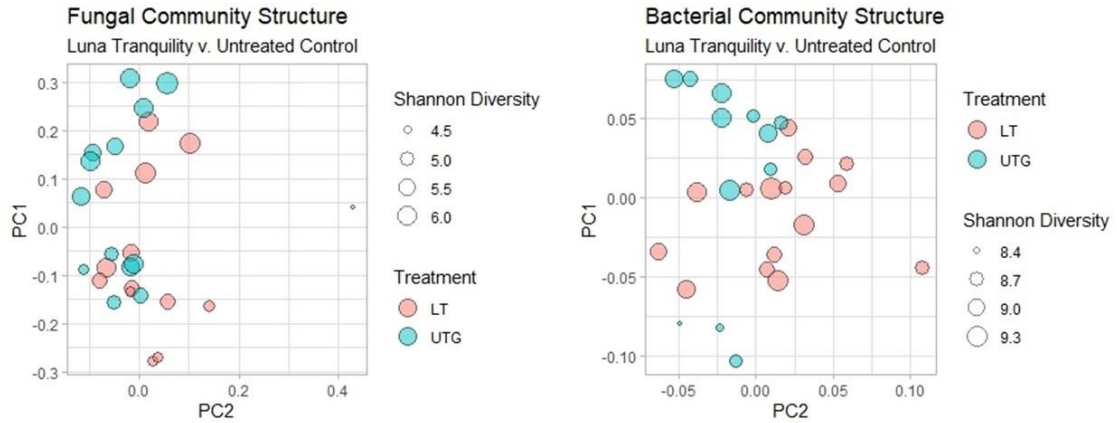 Fungal Community Structure
Luna Tranquility v. Untreated Control
0.3
0.2
0.1
0.0
-0.1
-0.2
-0.3
PC1
0.0
0.2
0.4
PC2
Shannon Diversity
4.5
5.0
5.5
6.0
Treatment
LT
UTG
Bacterial Community Structure
Luna Tranquility v. Untreated Control
0.05
0.00
-0.05
-0.10
PC1
-0.05
0.00
0.05
0.10
PC2
Treatment
LT
UTG
Shannon Diversity
8.4
8.7
9.0
9.3